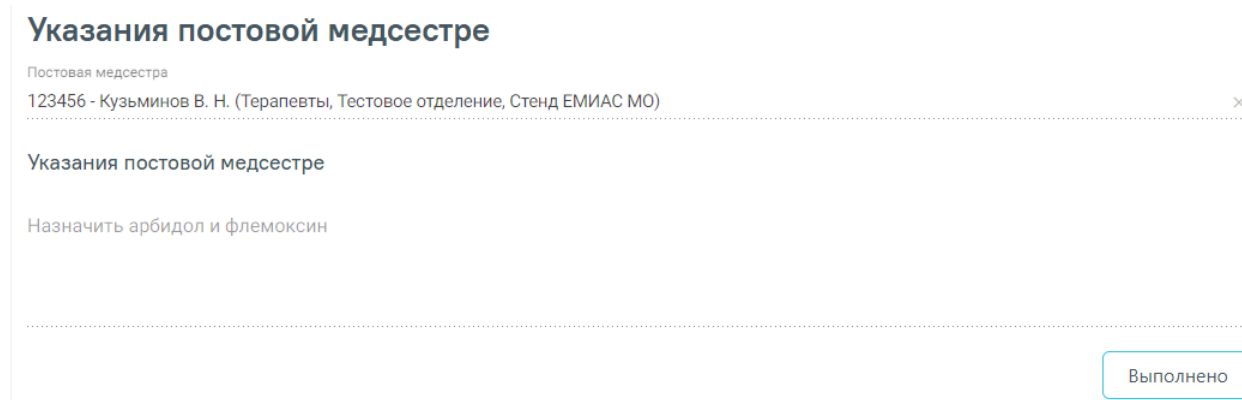 Указания постовой медсестре
Постовая медсестра
123456 - Кузьминов В. Н. (Терапевты, Тестовое отделение, Стенд ЕМИАС МО)
Указания постовой медсестре
Назначить арбидол и флемоксин
Выполнено